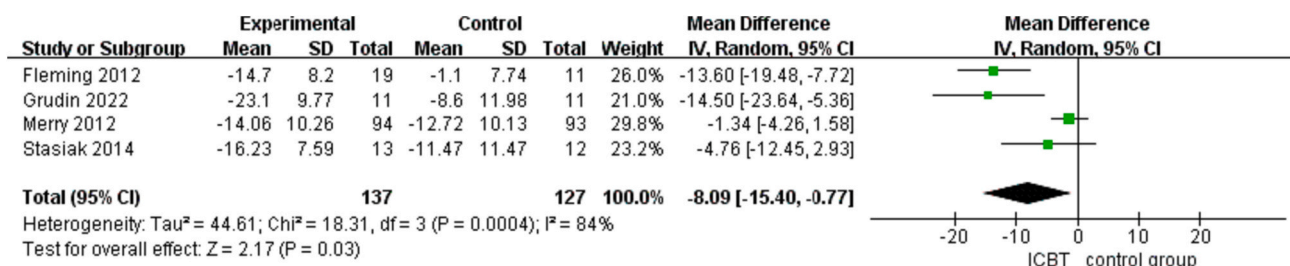 Experimental Control Mean Difference Mean Difference
Study or Subgroup Mean SD Total Mean SD Total Weight IV, Random, 95% CI IV, Random, 95% CI
Fleming 2012 -14.7 8.2 19 -1.1 7.74 11 26.0% -13.60 [-19.48, -7.72]
Grudin 2022 -23.1 9.77 11 -8.6 11.98 11 21.0% -14.50 [-23.64, -5.36]
Merry 2012 -14.06 10.26 94 -12.72 10.13 93 29.8% -1.34 [-4.26, 1.58]
Stasiak 2014 -16.23 7.59 13 -11.47 11.47 12 23.2% -4.76 [-12.45, 2.93]
Total (95% CI) 137 127 100.0% -8.09 [-15.40, -0.77]
Heterogeneity: Tau² = 44.61; Chi² = 18.31, df = 3 (P = 0.0004); I² = 84%
Test for overall effect: Z = 2.17 (P = 0.03)
-20 -10 0 10 20
ICBT control group